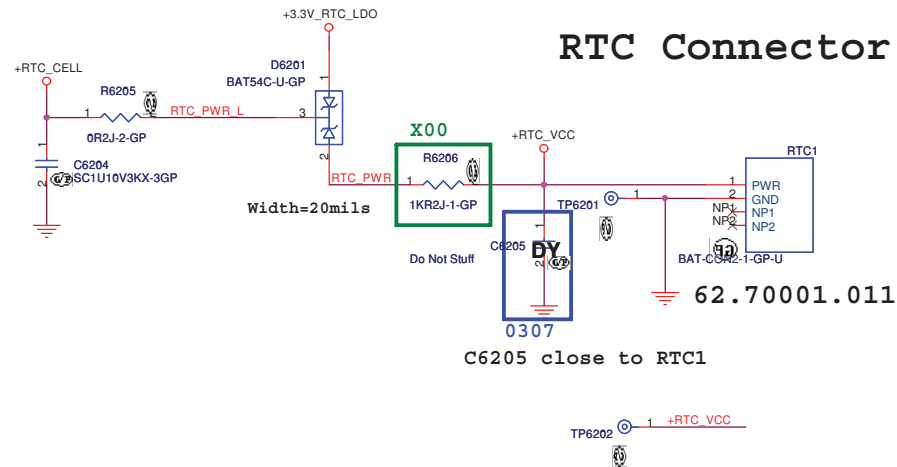 RTC Connector
+3.3V_RTC_LDO
+RTC_CELL
D6201
BAT54C-U-GP
R6205
1
1
RTC_PWR_L
3
2
0R2J-2-GP
1
2
C6204
SC1U10V3KX-3GP
X00
R6206
RTC_PWR
1
1KR2J-1-GP
Width=20mils
+RTC_VCC
RTC1
1
PWR
2
GND
NP1
NP1
NP2
NP2
TP6201
1
BAT-CON2-1-GP-U
62.70001.011
Do Not Stuff
C6205
1
2
DY
0307
C6205 close to RTC1
TP6202
1
+RTC_VCC